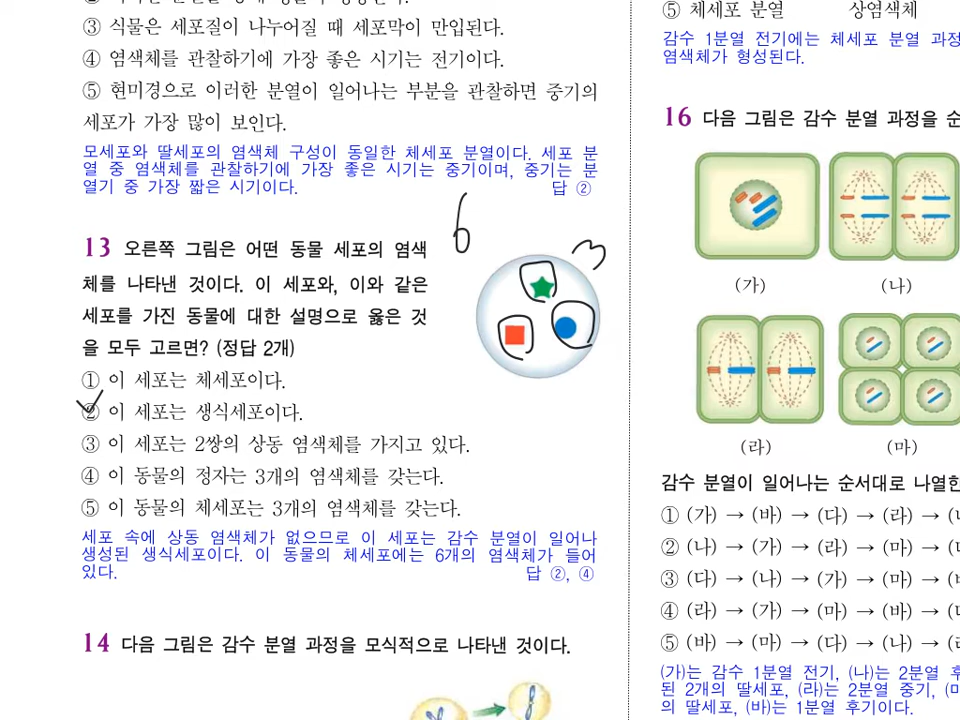 ③ 식물은 세포질이 나누어질 때 세포막이 만입된다.
④ 염색체를 관찰하기에 가장 좋은 시기는 전기이다.
⑤ 현미경으로 이러한 분열이 일어나는 부분을 관찰하면 중기의
세포가 가장 많이 보인다.
모세포와 딸세포의 염색체 구성이 동일한 체세포 분열이다. 세포 분
열 중 염색체를 관찰하기에 가장 좋은 시기는 중기이며, 중기는 분
열기 중 가장 짧은 시기이다. 답 ②
6
13 오른쪽 그림은 어떤 동물 세포의 염색
체를 나타낸 것이다. 이 세포와, 이와 같은
세포를 가진 동물에 대한 설명으로 옳은 것
을 모두 고르면? (정답 2개)
3
① 이 세포는 체세포이다.
② 이 세포는 생식세포이다.
③ 이 세포는 2쌍의 상동 염색체를 가지고 있다.
④ 이 동물의 정자는 3개의 염색체를 갖는다.
⑤ 이 동물의 체세포는 3개의 염색체를 갖는다.
세포 속에 상동 염색체가 없으므로 이 세포는 감수 분열이 일어나
생성된 생식세포이다. 이 동물의 체세포에는 6개의 염색체가 들어
있다. 답 ②, ④
14 다음 그림은 감수 분열 과정을 모식적으로 나타낸 것이다.
⑤ 체세포 분열 상염색체
감수 1분열 전기에는 체세포 분열 과정
염색체가 형성된다.
16 다음 그림은 감수 분열 과정을 순
(가) (나)
(라) (마)
감수 분열이 일어나는 순서대로 나열한
① (가) → (바) → (다) → (라) →
② (나) → (가) → (라) → (마) →
③ (다) → (나) → (가) → (마) →
④ (라) → (가) → (마) → (바) →
⑤ (바) → (마) → (다) → (나) →
(가)는 감수 1분열 전기, (나)는 2분열 후
된 2개의 딸세포, (라)는 2분열 중기, (마
의 딸세포, (바)는 1분열 후기이다.